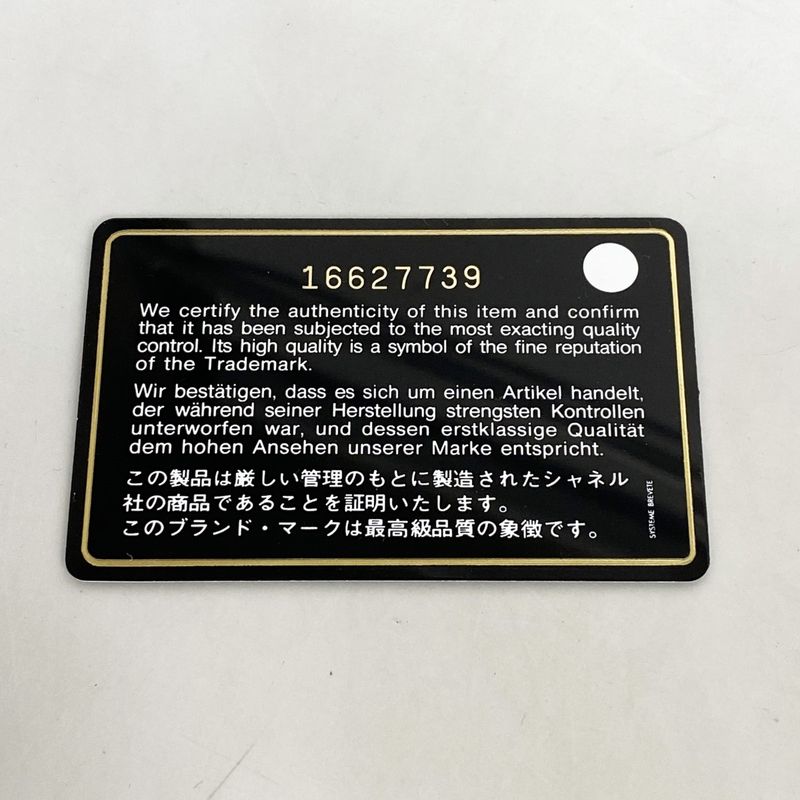 16627739
We certify the authenticity of this item and confirm
that it has been subjected to the most exacting quality
control. Its high quality is a symbol of the fine reputation
of the Trademark.
Wir bestätigen, dass es sich um einen Artikel handelt,
der während seiner Herstellung strengsten Kontrollen
unterworfen war, und dessen erstklassige Qualität
dem hohen Ansehen unserer Marke entspricht.
この製品は厳しい管理のもとに製造されたシャネル
社の商品であることを証明いたします。
このブランド・マークは最高級品質の象徴です。
SYSTEME BREVETE